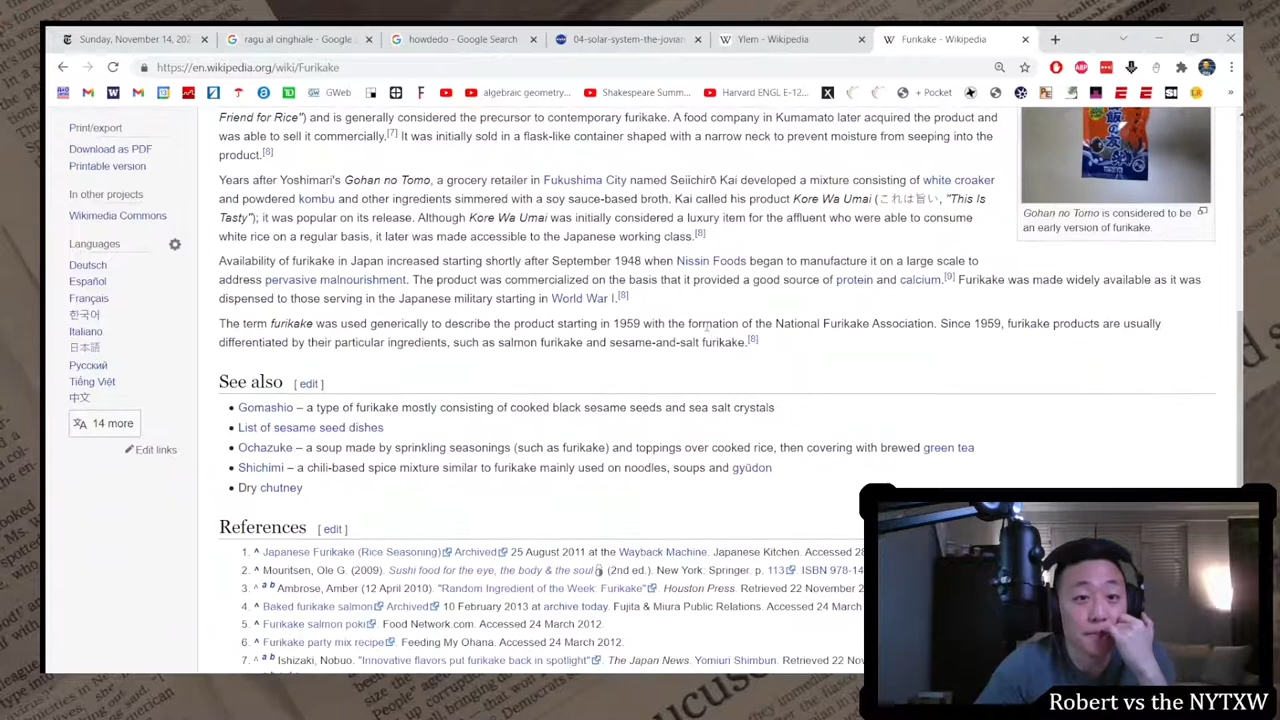 Sunday, November 14, 202
ragu al cinghiale - Google
howdedo - Google Search
04-solar-system-the-jovian
Ylem - Wikipedia
Furikake - Wikipedia
https://en.wikipedia.org/wiki/Furikake
GWeb
algebraic geometry...
Shakespeare Summ...
Harvard ENGL E-12...
+ Pocket
Print/export
Download as PDF
Printable version
In other projects
Wikimedia Commons
Languages
Deutsch
Español
Français
한국어
Italiano
日本語
Русский
Tiếng Việt
中文
14 more
Edit links
Friend for Rice") and is generally considered the precursor to contemporary furikake. A food company in Kumamato later acquired the product and
was able to sell it commercially.[7] It was initially sold in a flask-like container shaped with a narrow neck to prevent moisture from seeping into the
product.[8]
Years after Yoshimari's Gohan no Tomo, a grocery retailer in Fukushima City named Seiichirō Kai developed a mixture consisting of white croaker
and powdered kombu and other ingredients simmered with a soy sauce-based broth. Kai called his product Kore Wa Umai (これは旨い, "This Is
Tasty"); it was popular on its release. Although Kore Wa Umai was initially considered a luxury item for the affluent who were able to consume
white rice on a regular basis, it later was made accessible to the Japanese working class.[8]
Availability of furikake in Japan increased starting shortly after September 1948 when Nissin Foods began to manufacture it on a large scale to
address pervasive malnourishment. The product was commercialized on the basis that it provided a good source of protein and calcium.[9] Furikake was made widely available as it was
dispensed to those serving in the Japanese military starting in World War I.[8]
The term furikake was used generically to describe the product starting in 1959 with the formation of the National Furikake Association. Since 1959, furikake products are usually
differentiated by their particular ingredients, such as salmon furikake and sesame-and-salt furikake.[8]
Gohan no Tomo is considered to be
an early version of furikake.
See also [ edit ]
Gomashio – a type of furikake mostly consisting of cooked black sesame seeds and sea salt crystals
List of sesame seed dishes
Ochazuke – a soup made by sprinkling seasonings (such as furikake) and toppings over cooked rice, then covering with brewed green tea
Shichimi – a chili-based spice mixture similar to furikake mainly used on noodles, soups and gyūdon
Dry chutney
References [ edit ]
1. ^ Japanese Furikake (Rice Seasoning) Archived 25 August 2011 at the Wayback Machine. Japanese Kitchen. Accessed 28
2. ^ Mouritsen, Ole G. (2009). Sushi food for the eye, the body & the soul (2nd ed.). New York: Springer. p. 113. ISBN 978-14
3. ^ a b Ambrose, Amber (12 April 2010). "Random Ingredient of the Week: Furikake". Houston Press. Retrieved 22 November
4. ^ Baked furikake salmon Archived 10 February 2013 at archive today. Fujita & Miura Public Relations. Accessed 24 March
5. ^ Furikake salmon poki. Food Network.com. Accessed 24 March 2012.
6. ^ Furikake party mix recipe. Feeding My Ohana. Accessed 24 March 2012.
7. ^ a b Ishizaki, Nobuo. "Innovative flavors put furikake back in spotlight". The Japan News. Yomiuri Shimbun. Retrieved 22 Nov
Robert vs the NYTXW